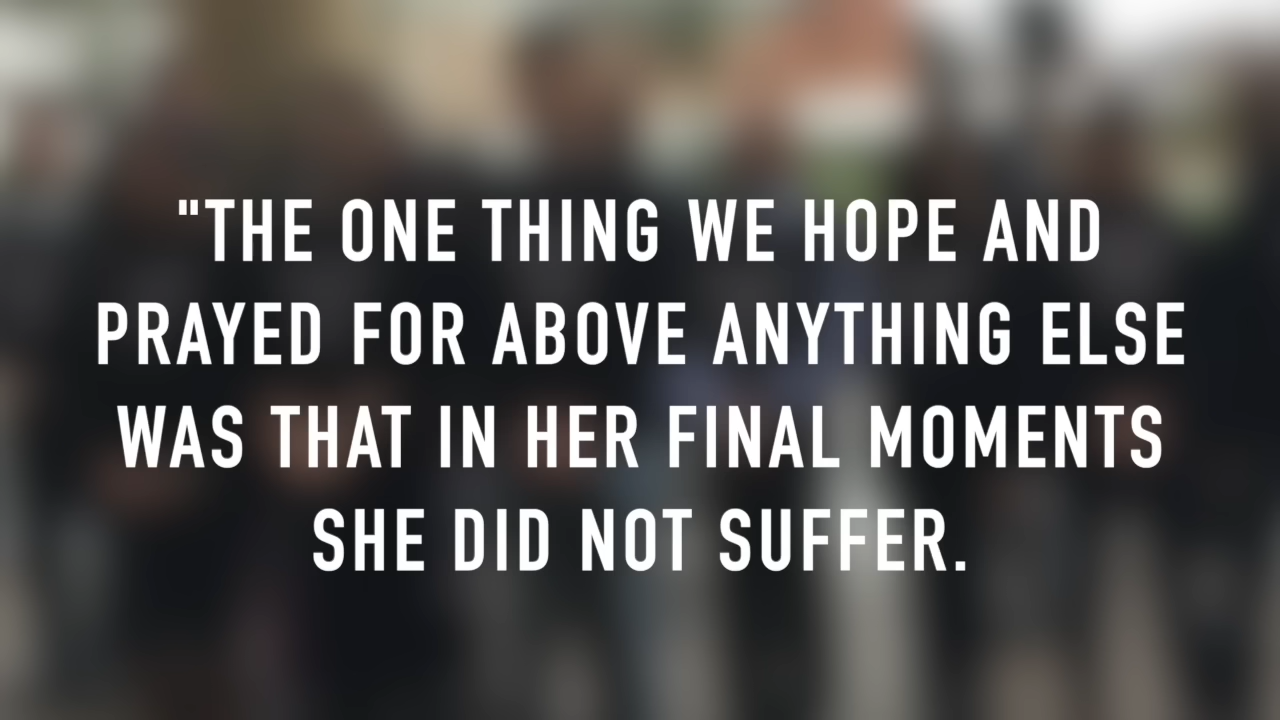 "THE ONE THING WE HOPE AND
PRAYED FOR ABOVE ANYTHING ELSE
WAS THAT IN HER FINAL MOMENTS
SHE DID NOT SUFFER.